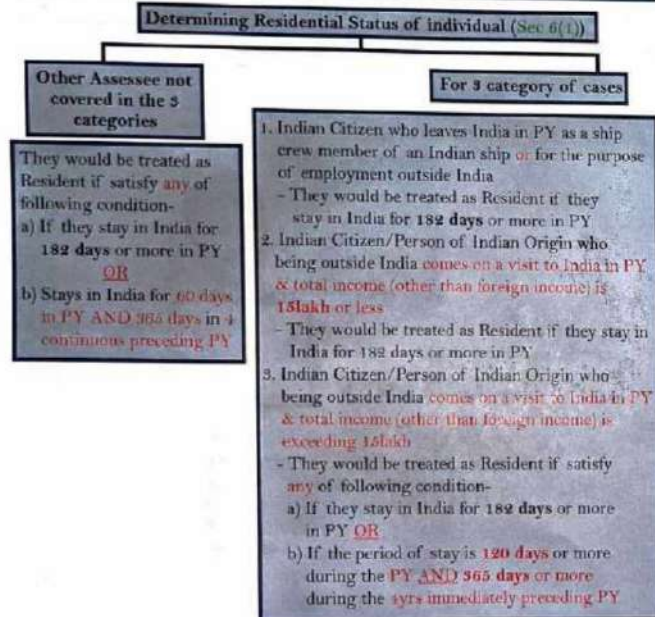 Determining Residential Status of individual (Sec 6(1))
Other Assessee not
covered in the 3
categories
They would be treated as
Resident if satisfy any of
following condition-
a) If they stay in India for
182 days or more in PY
OR
b) Stays in India for 60 days
in PY AND 365 days in 4
continuous preceding PY
For 3 category of cases
1. Indian Citizen who leaves India in PY as a ship
crew member of an Indian ship or for the purpose
of employment outside India
- They would be treated as Resident if they
stay in India for 182 days or more in PY
2. Indian Citizen/Person of Indian Origin who
being outside India comes on a visit to India in PY
& total income (other than foreign income) is
15lakh or less
- They would be treated as Resident if they stay in
India for 182 days or more in PY
3. Indian Citizen/Person of Indian Origin who
being outside India comes on a visit to India in PY
& total income (other than foreign income) is
exceeding 15lakh
- They would be treated as Resident if satisfy
any of following condition-
a) If they stay in India for 182 days or more
in PY OR
b) If the period of stay is 120 days or more
during the PY AND 365 days or more
during the 4yrs immediately preceding PY